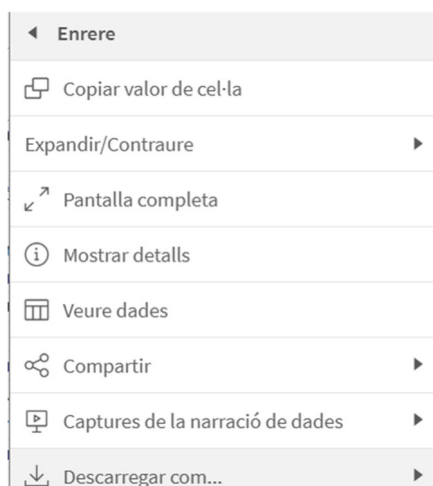 Enrere
Copiar valor de cel·la
Expandir/Contraure
Pantalla completa
Mostrar detalls
Veure dades
Compartir
Captures de la narració de dades
Descarregar com...